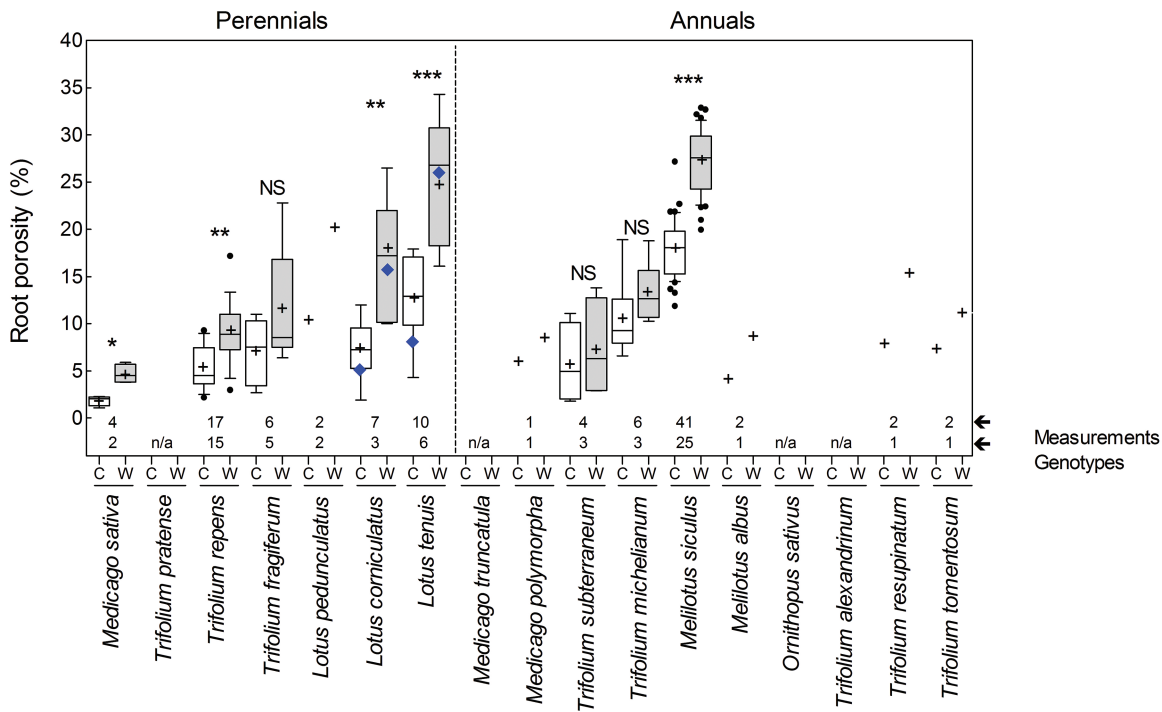 Perennials Annuals
Root porosity (%)
40
35
30
25
20
15
10
5
0
* ** NS ** *** NS NS ***
4 17 6 2 7 10 1 4 6 41 2 2 2
2 n/a 15 5 2 3 6 n/a 1 3 3 25 1 n/a n/a 1 1
Measurements
Genotypes
C W C W C W C W C W C W C W C W C W C W C W C W C W C W C W C W C W
Medicago sativa
Trifolium pratense
Trifolium repens
Trifolium fragiferum
Lotus pedunculatus
Lotus corniculatus
Lotus tenuis
Medicago truncatula
Medicago polymorpha
Trifolium subterraneum
Trifolium michelianum
Melilotus siculus
Melilotus albus
Ornithopus sativus
Trifolium alexandrinum
Trifolium resupinatum
Trifolium tomentosum